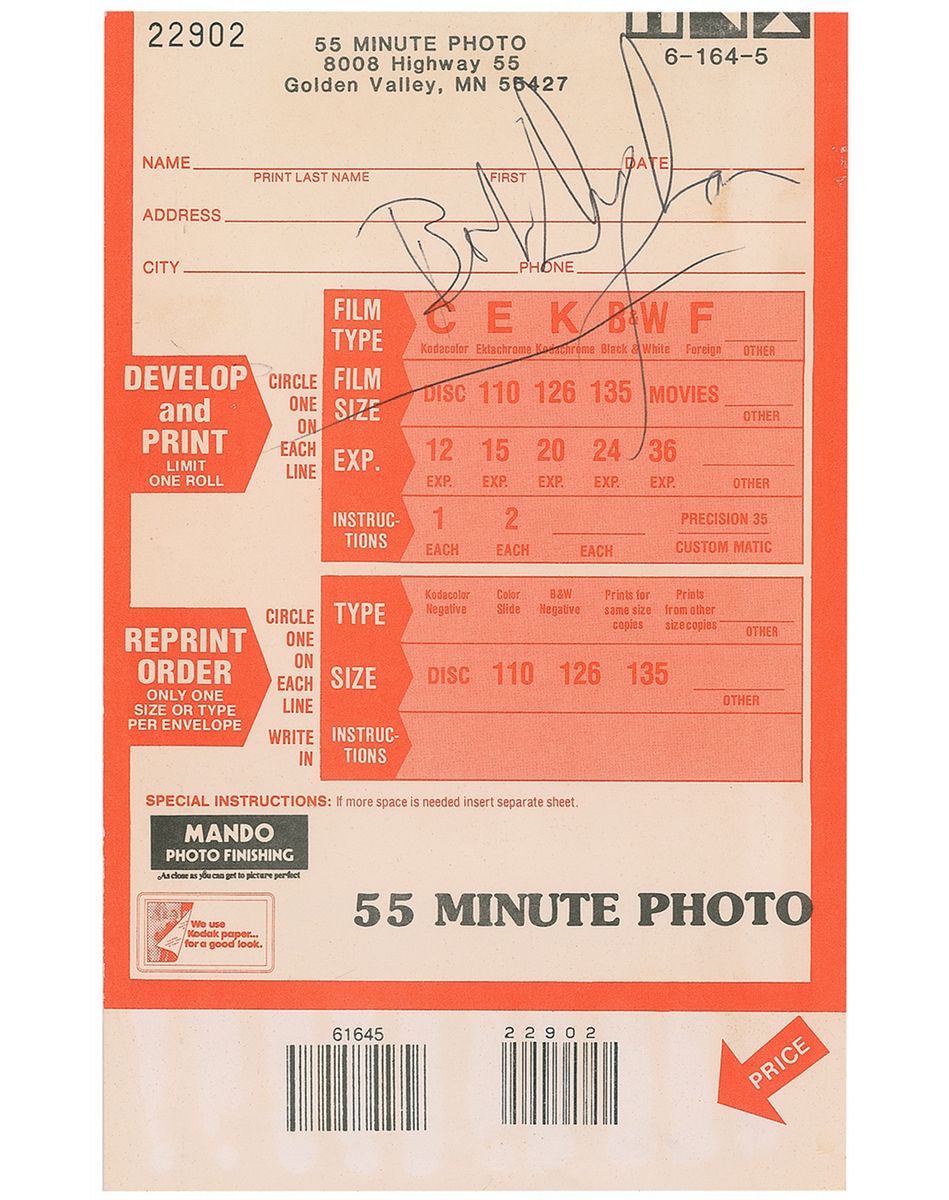 22902
55 MINUTE PHOTO
8008 Highway 55
Golden Valley, MN 55427
6-164-5
NAME DATE
PRINT LAST NAME FIRST
ADDRESS
CITY PHONE
DEVELOP
and
PRINT
LIMIT
ONE ROLL
CIRCLE
ONE
ON
EACH
LINE
FILM
TYPE
C E K B&W F
Kodacolor Ektachrome Kodachrome Black & White Foreign OTHER
FILM
SIZE
DISC 110 126 135 MOVIES
OTHER
EXP.
12 15 20 24 36
EXP. EXP. EXP. EXP. EXP. OTHER
INSTRUC-
TIONS
1 2 PRECISION 35
EACH EACH EACH CUSTOM MATIC
REPRINT
ORDER
ONLY ONE
SIZE OR TYPE
PER ENVELOPE
CIRCLE
ONE
ON
EACH
LINE
WRITE
IN
TYPE
Kodacolor Color B&W Prints for Prints
Negative Slide Negative same size from other
copies size copies OTHER
SIZE
DISC 110 126 135
OTHER
INSTRUC-
TIONS
SPECIAL INSTRUCTIONS: If more space is needed insert separate sheet.
MANDO
PHOTO FINISHING
As close as you can get to picture perfect
We use
Kodak paper...
for a good look.
55 MINUTE PHOTO
61645
22902
PRICE